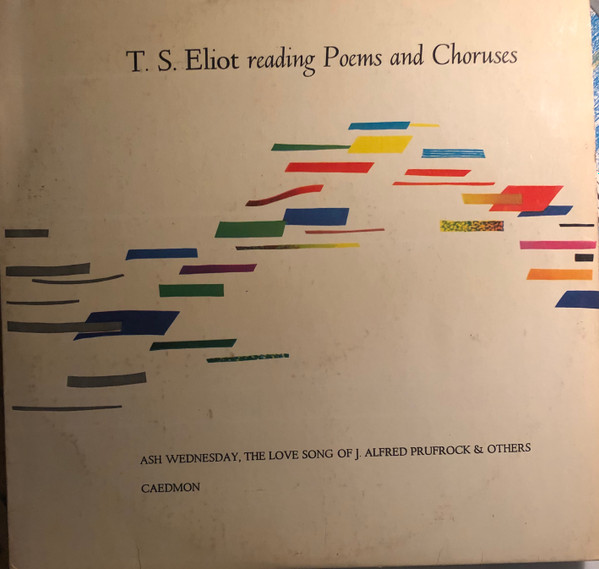 T. S. Eliot reading Poems and Choruses
ASH WEDNESDAY, THE LOVE SONG OF J. ALFRED PRUFROCK & OTHERS
CAEDMON